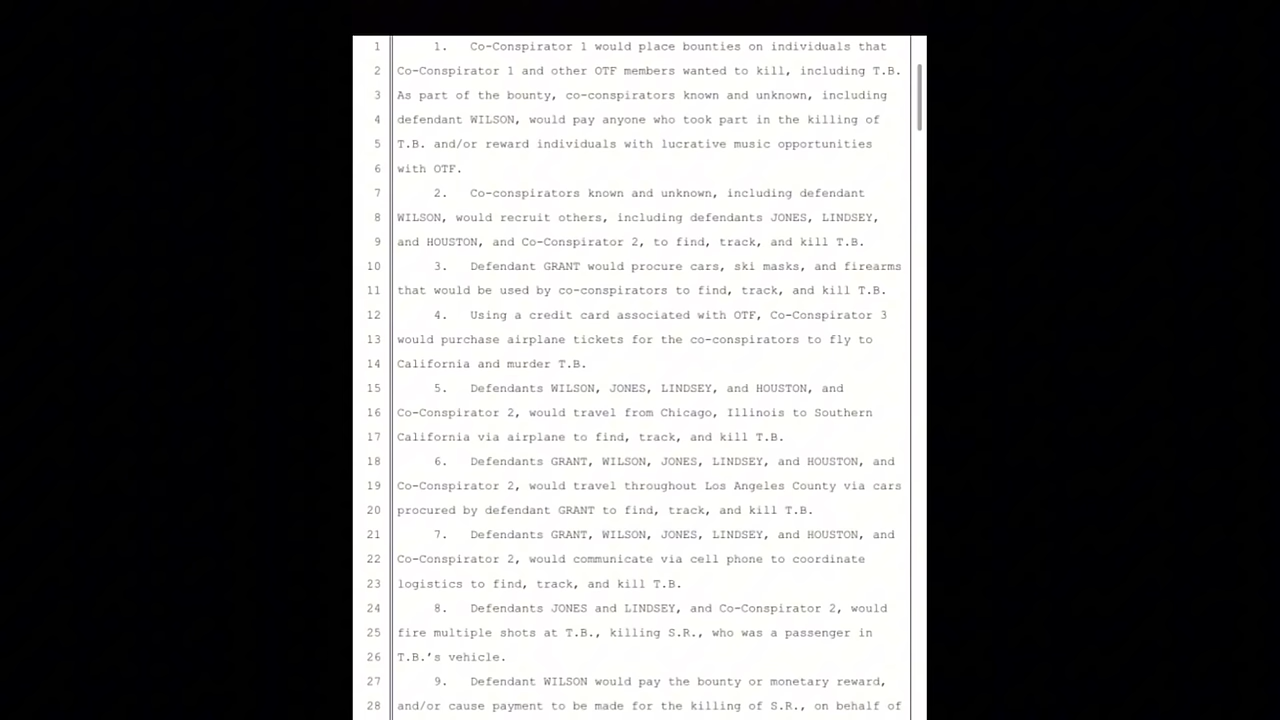 1 1. Co-Conspirator 1 would place bounties on individuals that
2 Co-Conspirator 1 and other OTF members wanted to kill, including T.B.
3 As part of the bounty, co-conspirators known and unknown, including
4 defendant WILSON, would pay anyone who took part in the killing of
5 T.B. and/or reward individuals with lucrative music opportunities
6 with OTF.
7 2. Co-conspirators known and unknown, including defendant
8 WILSON, would recruit others, including defendants JONES, LINDSEY,
9 and HOUSTON, and Co-Conspirator 2, to find, track, and kill T.B.
10 3. Defendant GRANT would procure cars, ski masks, and firearms
11 that would be used by co-conspirators to find, track, and kill T.B.
12 4. Using a credit card associated with OTF, Co-Conspirator 3
13 would purchase airplane tickets for the co-conspirators to fly to
14 California and murder T.B.
15 5. Defendants WILSON, JONES, LINDSEY, and HOUSTON, and
16 Co-Conspirator 2, would travel from Chicago, Illinois to Southern
17 California via airplane to find, track, and kill T.B.
18 6. Defendants GRANT, WILSON, JONES, LINDSEY, and HOUSTON, and
19 Co-Conspirator 2, would travel throughout Los Angeles County via cars
20 procured by defendant GRANT to find, track, and kill T.B.
21 7. Defendants GRANT, WILSON, JONES, LINDSEY, and HOUSTON, and
22 Co-Conspirator 2, would communicate via cell phone to coordinate
23 logistics to find, track, and kill T.B.
24 8. Defendants JONES and LINDSEY, and Co-Conspirator 2, would
25 fire multiple shots at T.B., killing S.R., who was a passenger in
26 T.B.'s vehicle.
27 9. Defendant WILSON would pay the bounty or monetary reward,
28 and/or cause payment to be made for the killing of S.R., on behalf of